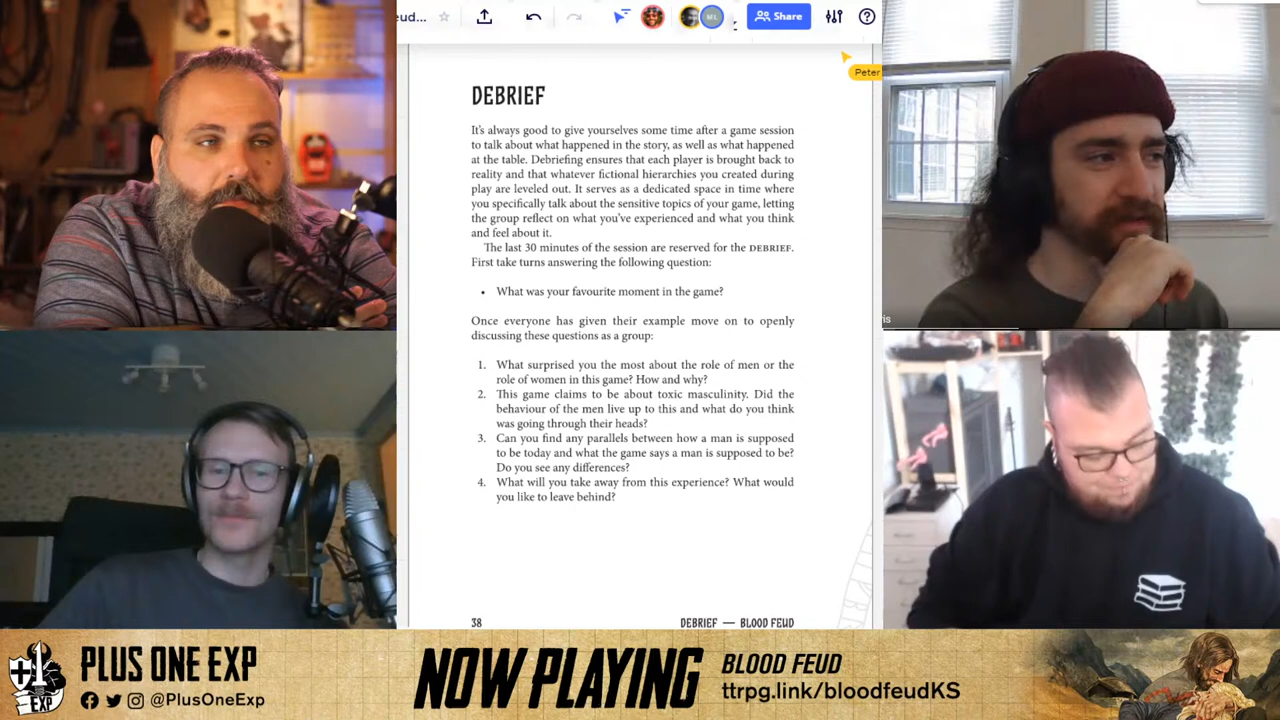 eud...
ML
Share
Peter
DEBRIEF
It's always good to give yourselves some time after a game session
to talk about what happened in the story, as well as what happened
at the table. Debriefing ensures that each player is brought back to
reality and that whatever fictional hierarchies you created during
play are leveled out. It serves as a dedicated space in time where
you specifically talk about the sensitive topics of your game, letting
the group reflect on what you've experienced and what you think
and feel about it.
The last 30 minutes of the session are reserved for the DEBRIEF.
First take turns answering the following question:
• What was your favourite moment in the game?
Once everyone has given their example move on to openly
discussing these questions as a group:
1. What surprised you the most about the role of men or the
role of women in this game? How and why?
2. This game claims to be about toxic masculinity. Did the
behaviour of the men live up to this and what do you think
was going through their heads?
3. Can you find any parallels between how a man is supposed
to be today and what the game says a man is supposed to be?
Do you see any differences?
4. What will you take away from this experience? What would
you like to leave behind?
38
DEBRIEF — BLOOD FEUD
is
EXP
PLUS ONE EXP
@PlusOneExp
NOW PLAYING
BLOOD FEUD
ttrpg.link/bloodfeudKS